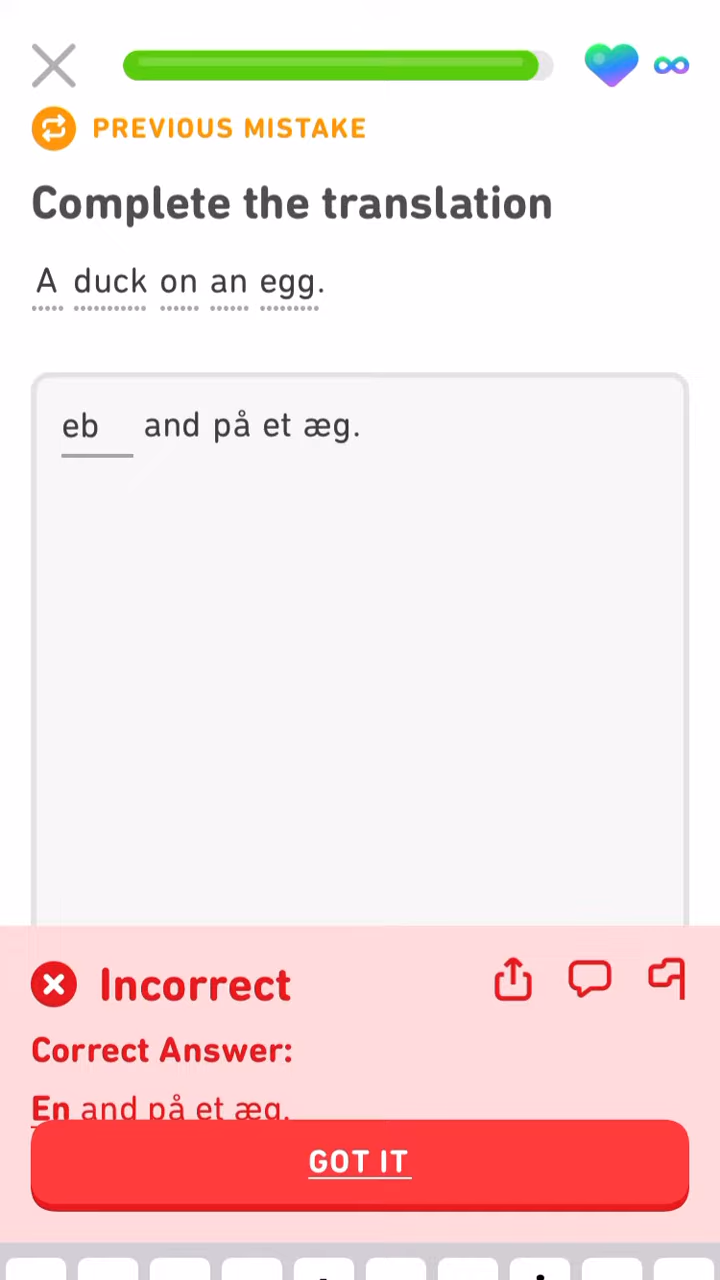 PREVIOUS MISTAKE
Complete the translation
A duck on an egg.
eb and på et æg.
Incorrect
Correct Answer:
En and på et æg.
GOT IT